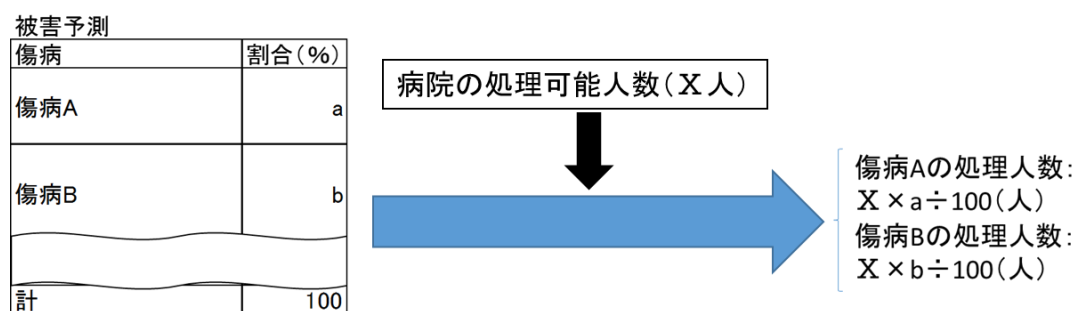 被害予測
傷病 割合(%)
傷病A a
傷病B b
計 100
病院の処理可能人数(X人)
傷病Aの処理人数:
X×a÷100(人)
傷病Bの処理人数:
X×b÷100(人)